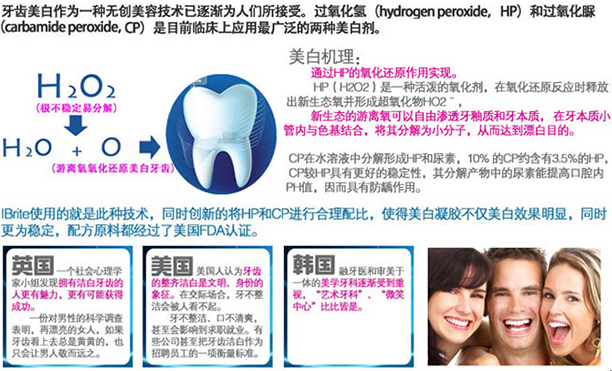 牙齿美白作为一种无创美容技术已逐渐为人们所接受。过氧化氢（hydrogen peroxide, HP）和过氧化脲
(carbamide peroxide, CP）是目前临床上应用最广泛的两种美白剂。
美白机理：
通过HP的氧化还原作用实现。
HP（H2O2）是一种活泼的氧化剂，在氧化还原反应时释放
出新生态氧并形成超氧化物HO2⁻，
新生态的游离氧可以自由渗透牙釉质和牙本质，在牙本质小
管内与色基结合，将其分解为小分子，从而达到漂白目的。
CP在水溶液中分解形成HP和尿素，10% 的CP约含有3.5%的HP，
CP较HP具有更好的稳定性，其分解产物中的尿素能提高口腔内
PH值，因而具有防龋作用。
H2O2
(极不稳定易分解)
H2O + O
(游离氧氧化还原美白牙齿)
IBrite使用的就是此种技术，同时创新的将HP和CP进行合理配比，使得美白凝胶不仅美白效果明显，同时
更为稳定，配方原料都经过了美国FDA认证。
英国 一个社会心理学
家小组发现拥有洁白牙齿的人
更有魅力，更有可能获得
成功。
一份对男性的科学调查
表明，再漂亮的女人，如果
牙齿看上去总是黄黄的，也
只会让男人敬而远之。
美国 美国人认为牙齿
的整齐洁白是文明、身份的
象征。在交际场合，牙不整
洁会被人看不起。
牙不整洁、口不清爽，
甚至会影响到求职就业。有
些公司甚至把牙齿洁白作为
招聘员工的一项衡量标准。
韩国 融牙医和审美于
一体的美学牙科逐渐受到重
视，“艺术牙科”、“微笑
中心”比比皆是。